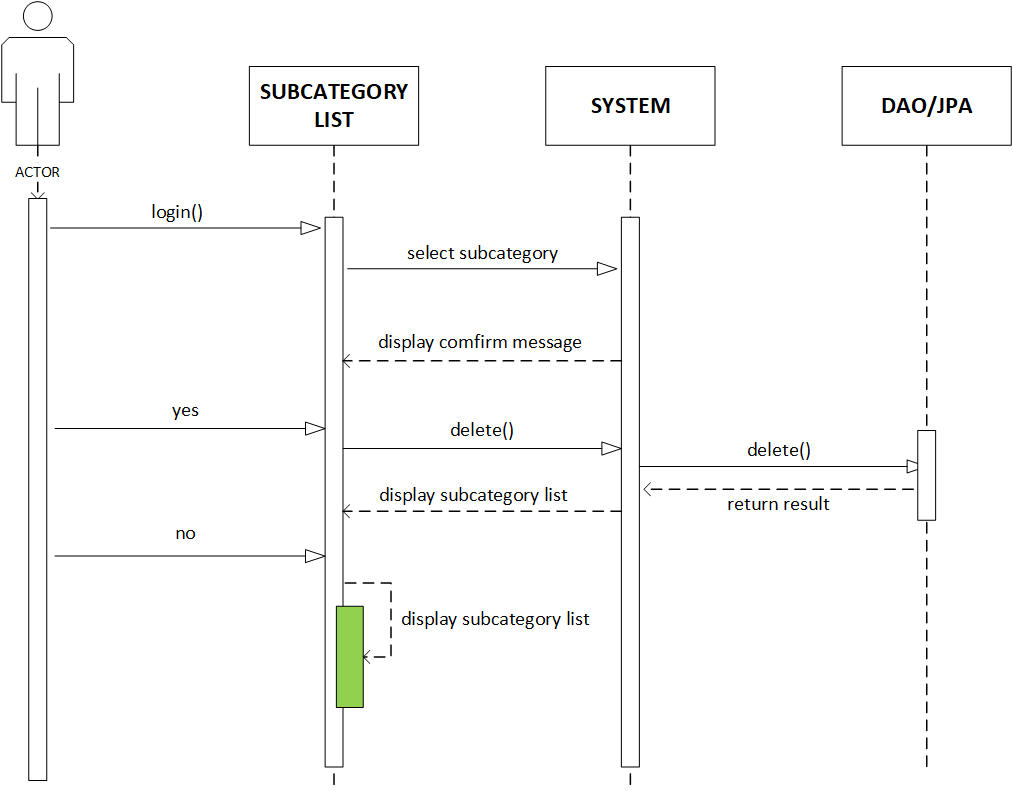 SUBCATEGORY
LIST
SYSTEM
DAO/JPA
ACTOR
login()
select subcategory
display comfirm message
yes
delete()
delete()
display subcategory list
return result
no
display subcategory list